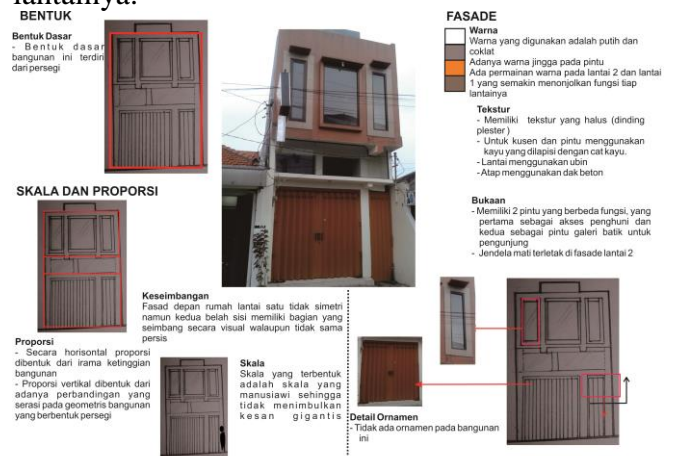 lantainya.
BENTUK
Bentuk Dasar
- Bentuk dasar
bangunan ini terdiri
dari persegi
SKALA DAN PROPORSI
Proporsi
- Secara horisontal proporsi
dibentuk dari irama ketinggian
bangunan
- Proporsi vertikal dibentuk dari
adanya perbandingan yang
serasi pada geometris bangunan
yang berbentuk persegi
Keseimbangan
Fasad depan rumah lantai satu tidak simetri
namun kedua belah sisi memiliki bagian yang
seimbang secara visual walaupun tidak sama
persis
Skala
Skala yang terbentuk
adalah skala yang
manusiawi sehingga
tidak menimbulkan
kesan gigantis
FASADE
Warna
Warna yang digunakan adalah putih dan
coklat
Adanya warna jingga pada pintu
Ada permainan warna pada lantai 2 dan lantai
1 yang semakin menonjolkan fungsi tiap
lantainya
Tekstur
- Memiliki tekstur yang halus (dinding
plester )
- Untuk kusen dan pintu menggunakan
kayu yang dilapisi dengan cat kayu.
- Lantai menggunakan ubin
- Atap menggunakan dak beton
Bukaan
- Memiliki 2 pintu yang berbeda fungsi, yang
pertama sebagai akses penghuni dan
kedua sebagai pintu galeri batik untuk
pengunjung
- Jendela mati terletak di fasade lantai 2
Detail Ornamen
- Tidak ada ornamen pada bangunan
ini